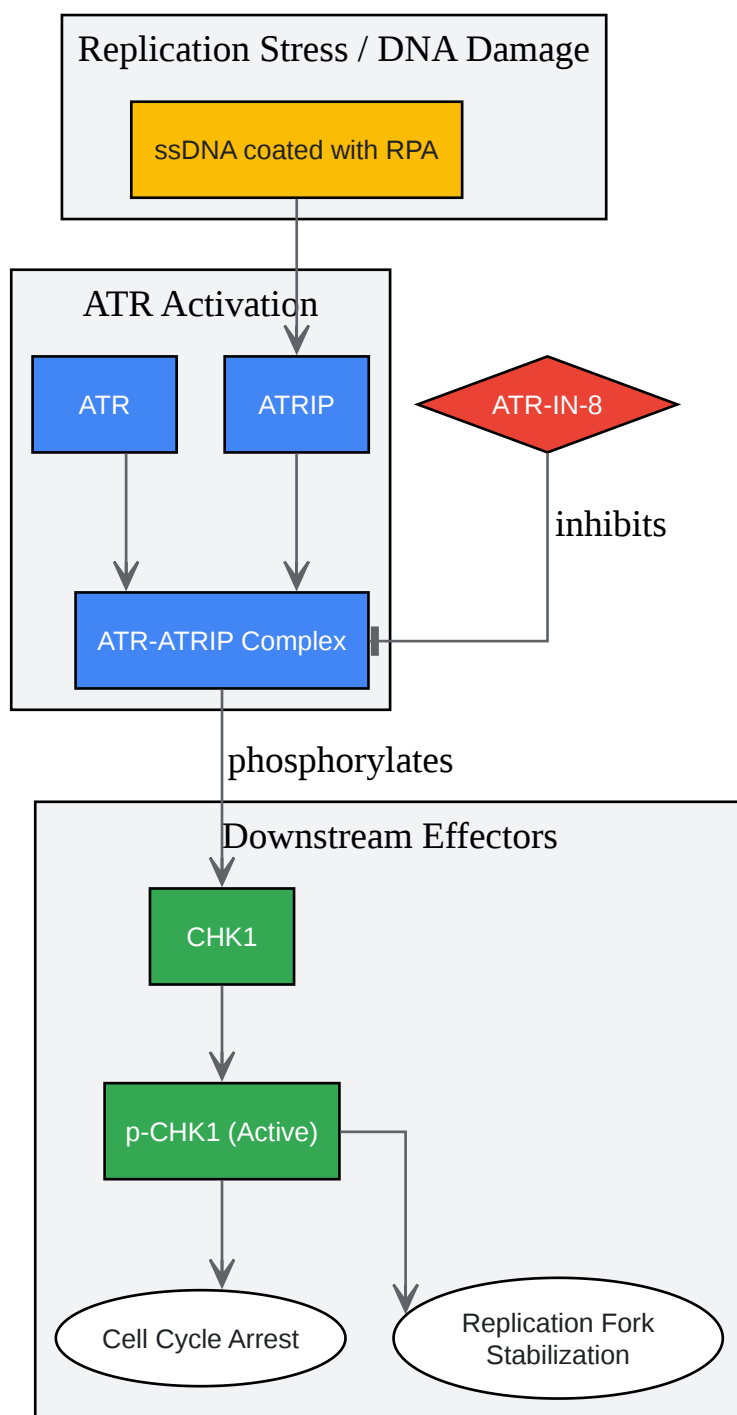 Replication Stress / DNA Damage
ssDNA coated with RPA
ATR Activation
ATR
ATRIP
ATR-IN-8
inhibits
ATR-ATRIP Complex
phosphorylates
Downstream Effectors
CHK1
p-CHK1 (Active)
Cell Cycle Arrest
Replication Fork
Stabilization